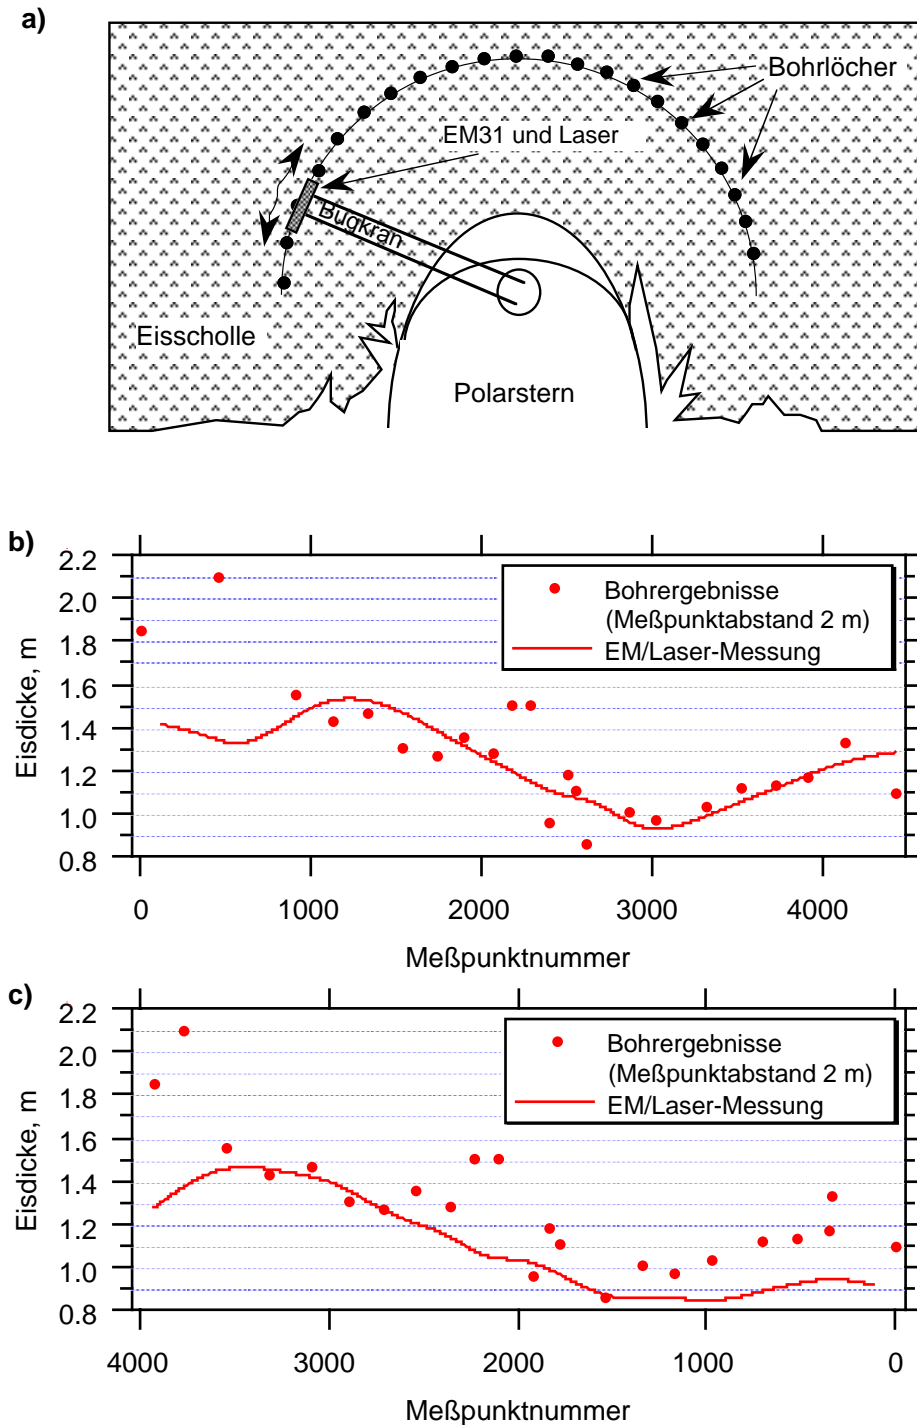 a)
Bohrlöcher
EM31 und Laser
Bugkran
Eisscholle
Polarstern
b)
2.2
2.0
1.8
1.6
1.4
1.2
1.0
0.8
Eisdicke, m
Bohrergebnisse
(Meßpunktabstand 2 m)
EM/Laser-Messung
0 1000 2000 3000 4000
Meßpunktnummer
c)
2.2
2.0
1.8
1.6
1.4
1.2
1.0
0.8
Eisdicke, m
Bohrergebnisse
(Meßpunktabstand 2 m)
EM/Laser-Messung
4000 3000 2000 1000 0
Meßpunktnummer